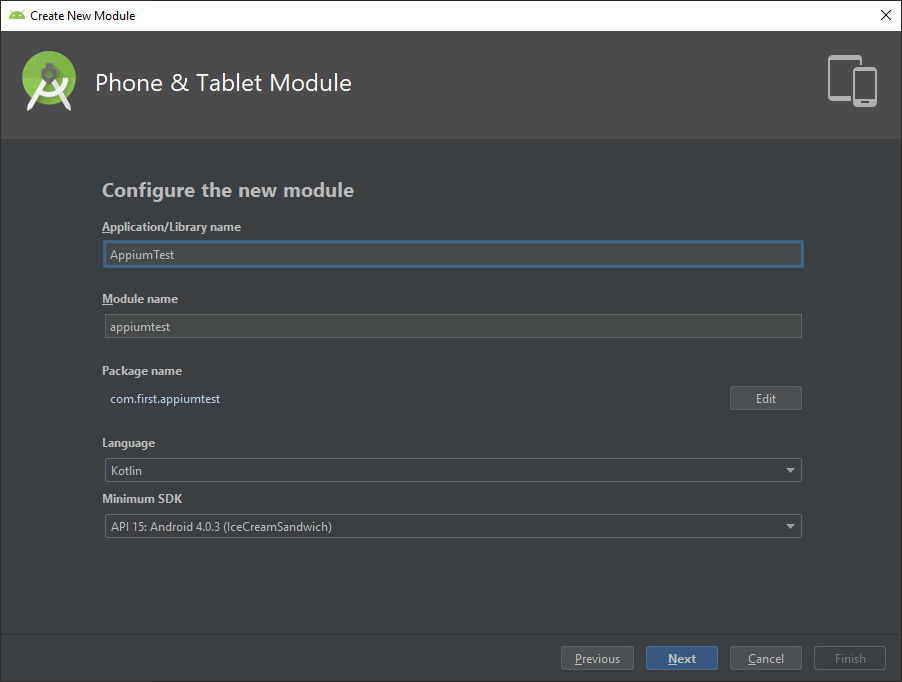 Create New Module
Phone & Tablet Module
Configure the new module
Application/Library name
AppiumTest
Module name
appiumtest
Package name
com.first.appiumtest
Edit
Language
Kotlin
Minimum SDK
API 15: Android 4.0.3 (IceCreamSandwich)
Previous
Next
Cancel
Finish